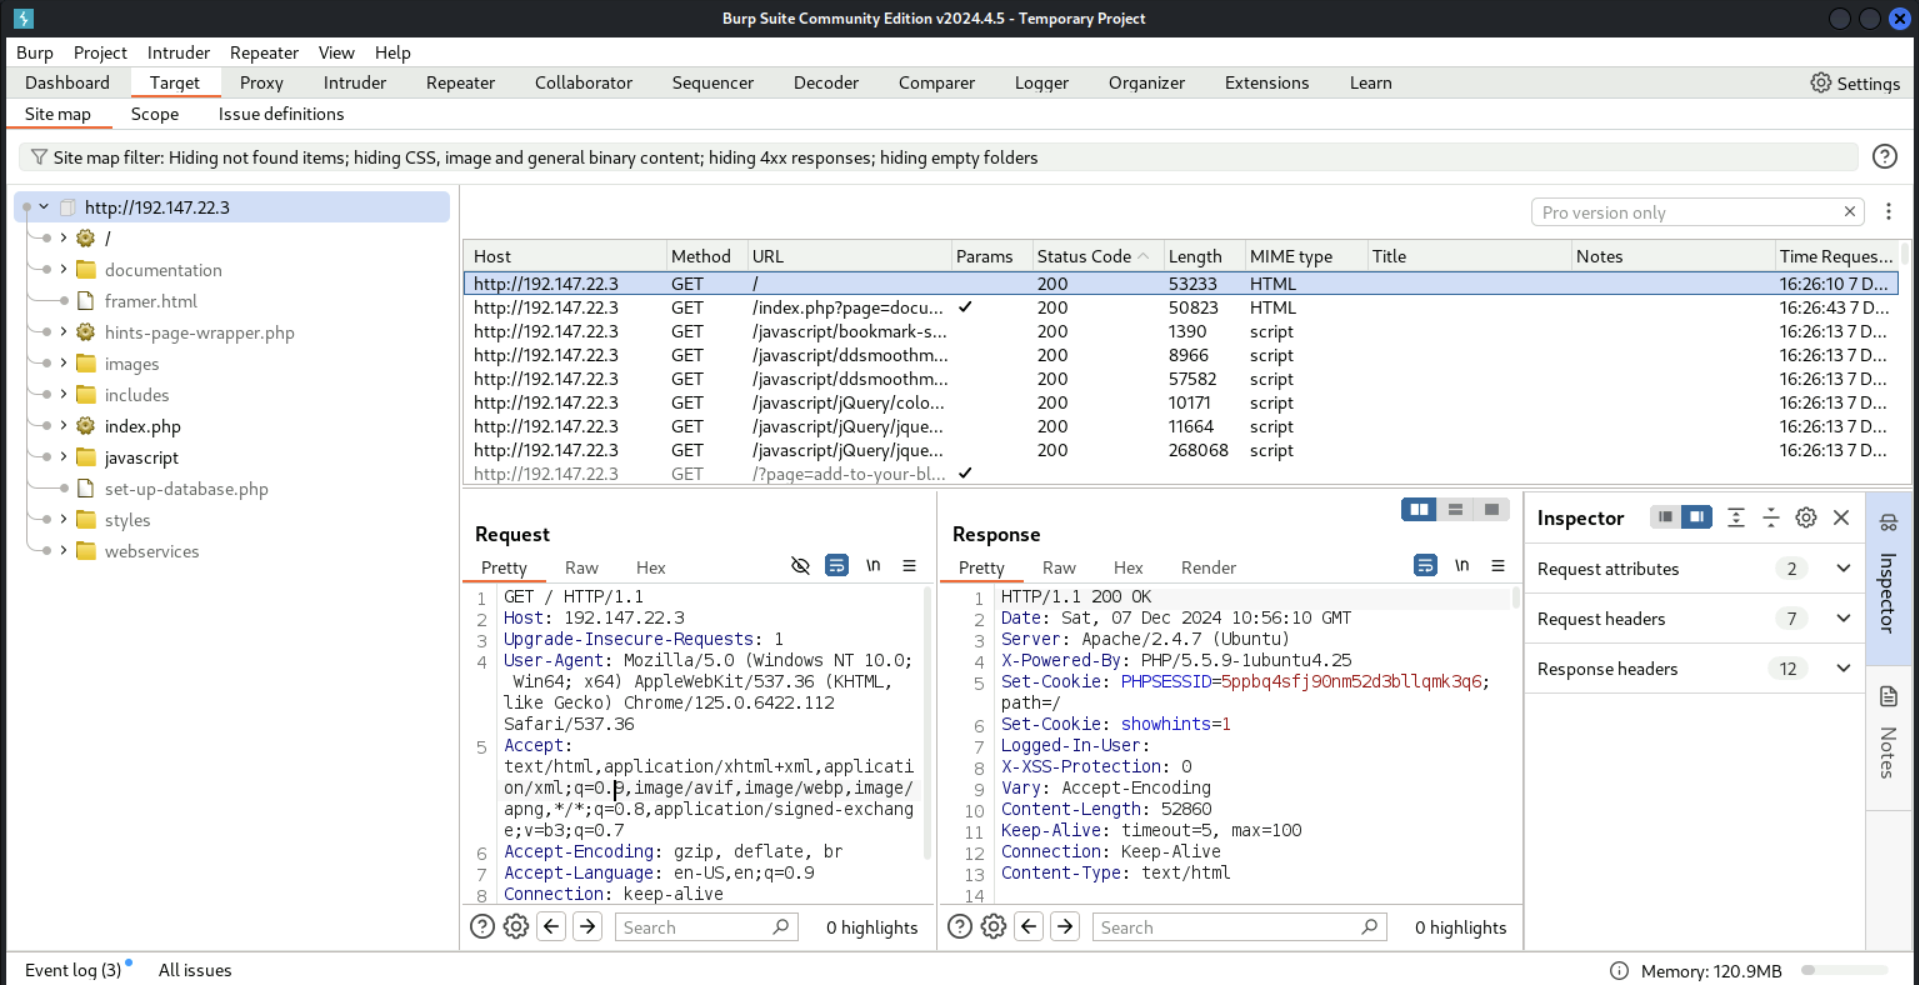 Burp Suite Community Edition v2024.4.5 - Temporary Project
Burp Project Intruder Repeater View Help
Dashboard Target Proxy Intruder Repeater Collaborator Sequencer Decoder Comparer Logger Organizer Extensions Learn Settings
Site map Scope Issue definitions
Site map filter: Hiding not found items; hiding CSS, image and general binary content; hiding 4xx responses; hiding empty folders
http://192.147.22.3
/
documentation
framer.html
hints-page-wrapper.php
images
includes
index.php
javascript
set-up-database.php
styles
webservices
Pro version only
Host Method URL Params Status Code Length MIME type Title Notes Time Reques...
http://192.147.22.3 GET / 200 53233 HTML 16:26:10 7 D...
http://192.147.22.3 GET /index.php?page=docu... ✓ 200 50823 HTML 16:26:43 7 D...
http://192.147.22.3 GET /javascript/bookmark-s... 200 1390 script 16:26:13 7 D...
http://192.147.22.3 GET /javascript/ddsmoothm... 200 8966 script 16:26:13 7 D...
http://192.147.22.3 GET /javascript/ddsmoothm... 200 57582 script 16:26:13 7 D...
http://192.147.22.3 GET /javascript/jQuery/colo... 200 10171 script 16:26:13 7 D...
http://192.147.22.3 GET /javascript/jQuery/jque... 200 11664 script 16:26:13 7 D...
http://192.147.22.3 GET /javascript/jQuery/jque... 200 268068 script 16:26:13 7 D...
http://192.147.22.3 GET /?page=add-to-your-bl... ✓
Request
Pretty Raw Hex \n
1 GET / HTTP/1.1
2 Host: 192.147.22.3
3 Upgrade-Insecure-Requests: 1
4 User-Agent: Mozilla/5.0 (Windows NT 10.0;
Win64; x64) AppleWebKit/537.36 (KHTML,
like Gecko) Chrome/125.0.6422.112
Safari/537.36
5 Accept:
text/html,application/xhtml+xml,applicati
on/xml;q=0.9,image/avif,image/webp,image/
apng,*/*;q=0.8,application/signed-exchang
e;v=b3;q=0.7
6 Accept-Encoding: gzip, deflate, br
7 Accept-Language: en-US,en;q=0.9
8 Connection: keep-alive
Search
0 highlights
Response
Pretty Raw Hex Render \n
1 HTTP/1.1 200 OK
2 Date: Sat, 07 Dec 2024 10:56:10 GMT
3 Server: Apache/2.4.7 (Ubuntu)
4 X-Powered-By: PHP/5.5.9-1ubuntu4.25
5 Set-Cookie: PHPSESSID=5ppbq4sfj90nm52d3bllqmk3q6;
path=/
6 Set-Cookie: showhints=1
7 Logged-In-User:
8 X-XSS-Protection: 0
9 Vary: Accept-Encoding
10 Content-Length: 52860
11 Keep-Alive: timeout=5, max=100
12 Connection: Keep-Alive
13 Content-Type: text/html
14
Search
0 highlights
Inspector
Request attributes 2
Request headers 7
Response headers 12
Inspector
Notes
Event log (3) All issues
Memory: 120.9MB